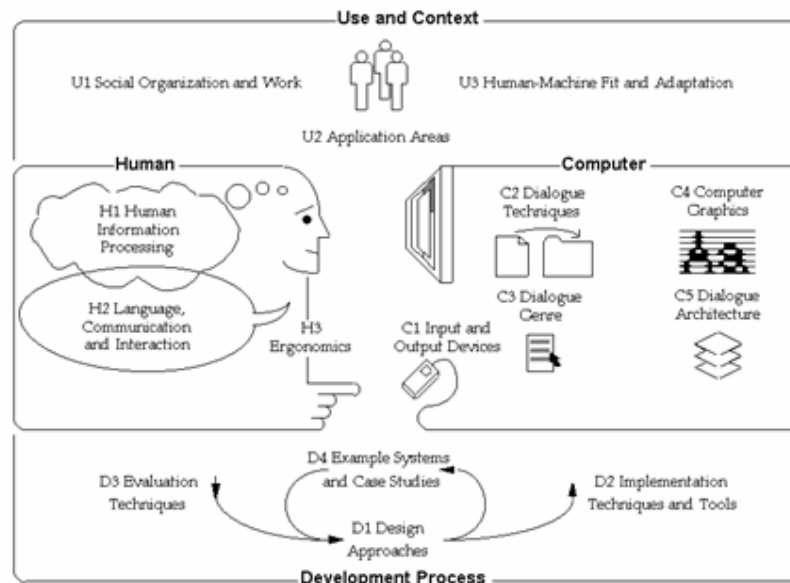 Use and Context
U1 Social Organization and Work
U3 Human-Machine Fit and Adaptation
U2 Application Areas
Human
H1 Human
Information
Processing
H2 Language,
Communication
and Interaction
H3
Ergonomics
Computer
C1 Input and
Output Devices
C2 Dialogue
Techniques
C3 Dialogue
Genre
C4 Computer
Graphics
C5 Dialogue
Architecture
D3 Evaluation
Techniques
D4 Example Systems
and Case Studies
D1 Design
Approaches
D2 Implementation
Techniques and Tools
Development Process